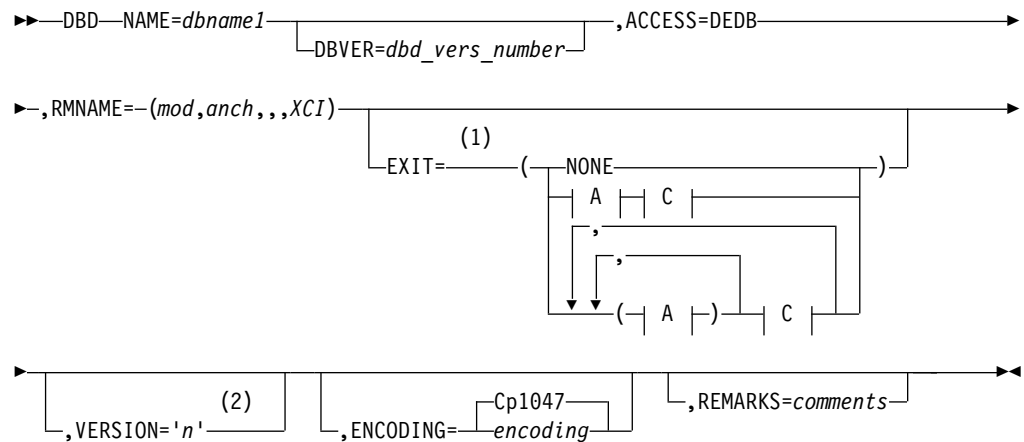 DBD NAME=dbname1 ,ACCESS=DEDB
DBVER=dbd_vers_number
,RMNAME= (mod,anch,,,XCI)
(1)
EXIT= ( NONE )
A C
,
,
( A ) C
(2)
,VERSION='n' ,ENCODING= Cp1047 ,REMARKS=comments
encoding